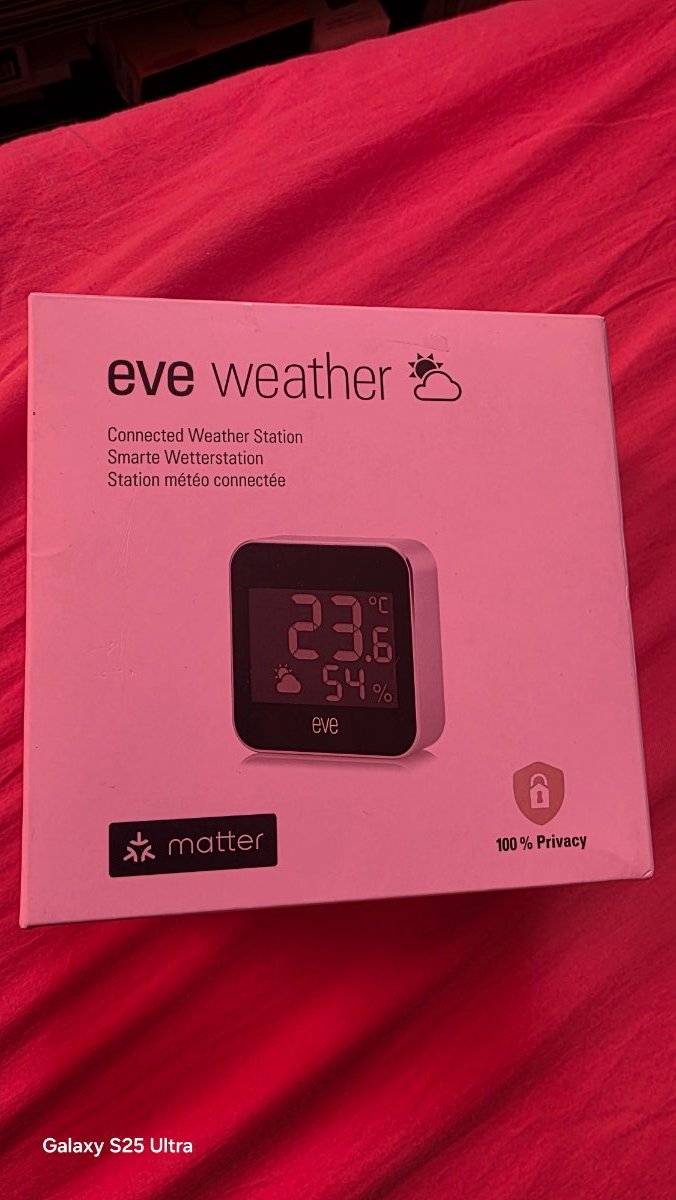 eve weather
Connected Weather Station
Smarte Wetterstation
Station météo connectée
23.6 °C
54 %
eve
matter
100 % Privacy
Galaxy S25 Ultra